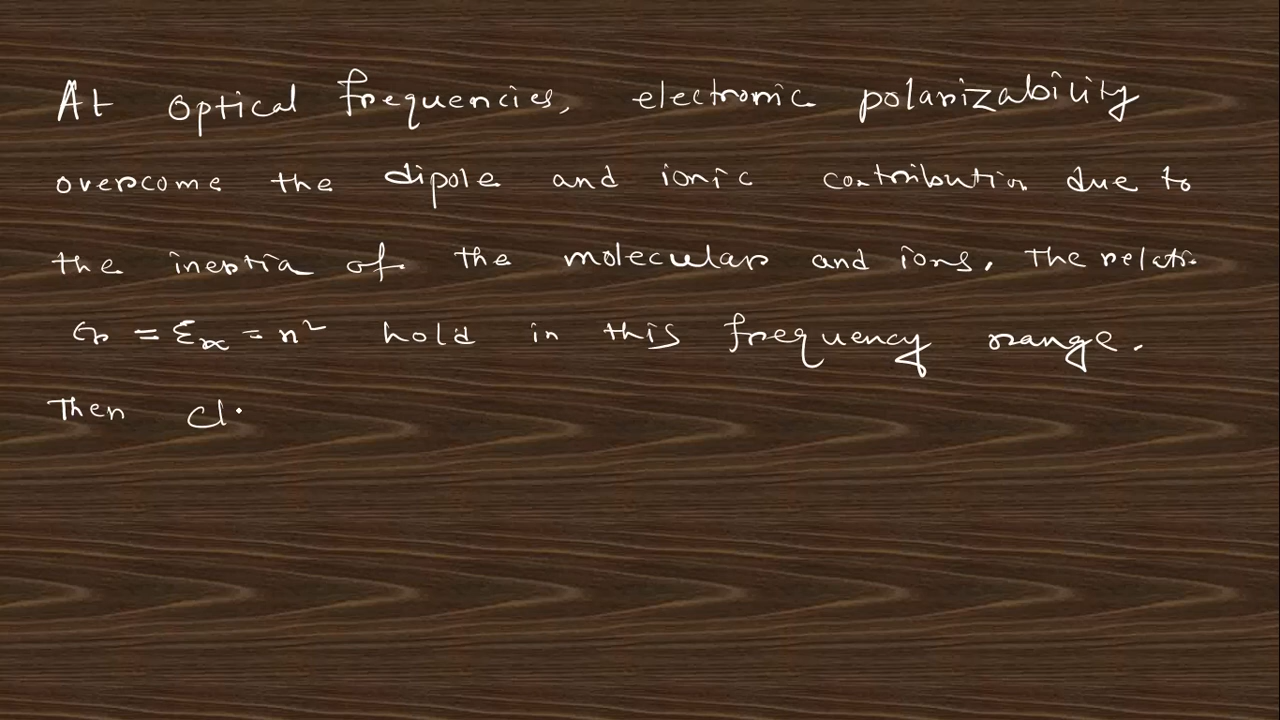 At optical frequencies, electronic polarizability
overcome the dipole and ionic contribution due to
the inertia of the molecular and ions. The relati
εr = ε∝ = n² hold in this frequency range.
Then Cl